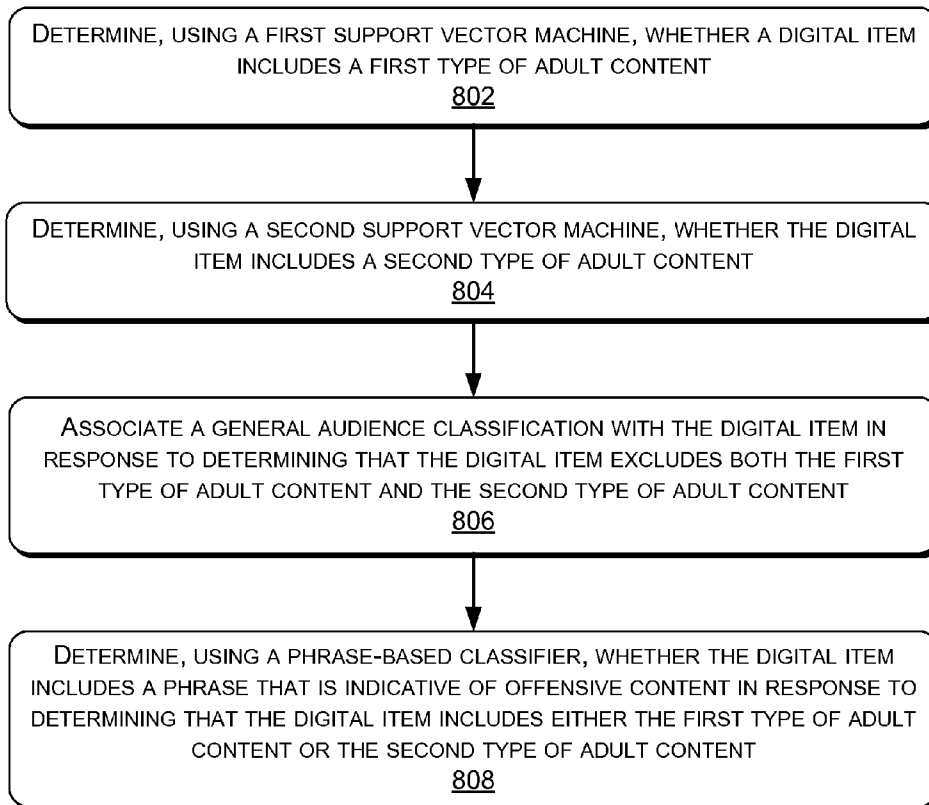 DETERMINE, USING A FIRST SUPPORT VECTOR MACHINE, WHETHER A DIGITAL ITEM
INCLUDES A FIRST TYPE OF ADULT CONTENT
802
DETERMINE, USING A SECOND SUPPORT VECTOR MACHINE, WHETHER THE DIGITAL
ITEM INCLUDES A SECOND TYPE OF ADULT CONTENT
804
ASSOCIATE A GENERAL AUDIENCE CLASSIFICATION WITH THE DIGITAL ITEM IN
RESPONSE TO DETERMINING THAT THE DIGITAL ITEM EXCLUDES BOTH THE FIRST
TYPE OF ADULT CONTENT AND THE SECOND TYPE OF ADULT CONTENT
806
DETERMINE, USING A PHRASE-BASED CLASSIFIER, WHETHER THE DIGITAL ITEM
INCLUDES A PHRASE THAT IS INDICATIVE OF OFFENSIVE CONTENT IN RESPONSE TO
DETERMINING THAT THE DIGITAL ITEM INCLUDES EITHER THE FIRST TYPE OF ADULT
CONTENT OR THE SECOND TYPE OF ADULT CONTENT
808